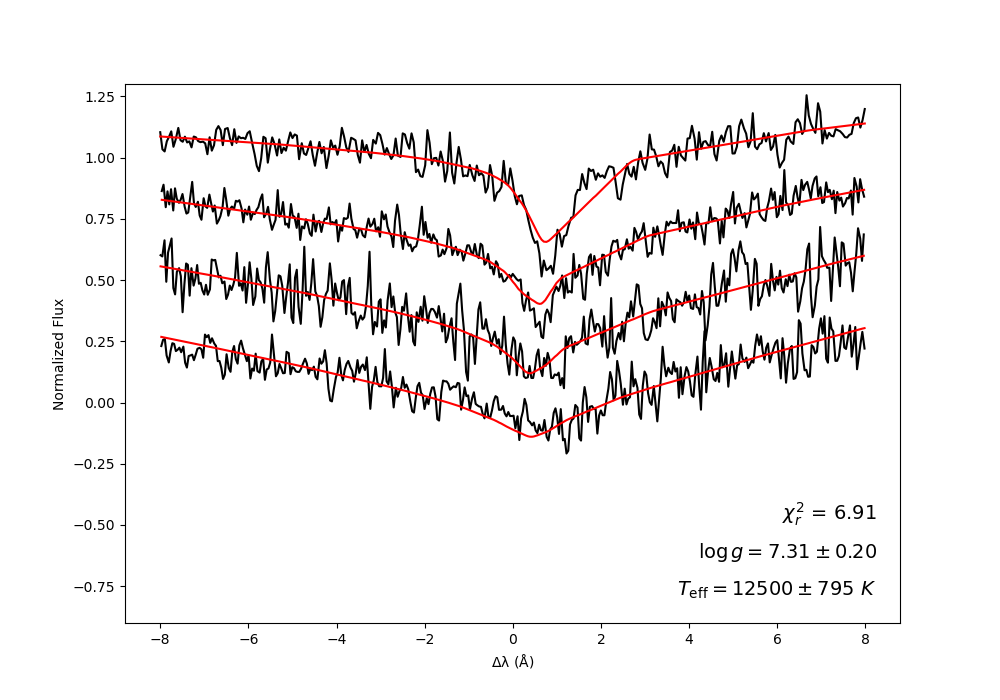 Normalized Flux
1.25
1.00
0.75
0.50
0.25
0.00
−0.25
−0.50
−0.75
χ²ᵣ = 6.91
log g = 7.31 ± 0.20
T_eff = 12500 ± 795 K
−8 −6 −4 −2 0 2 4 6 8
Δλ (Å)